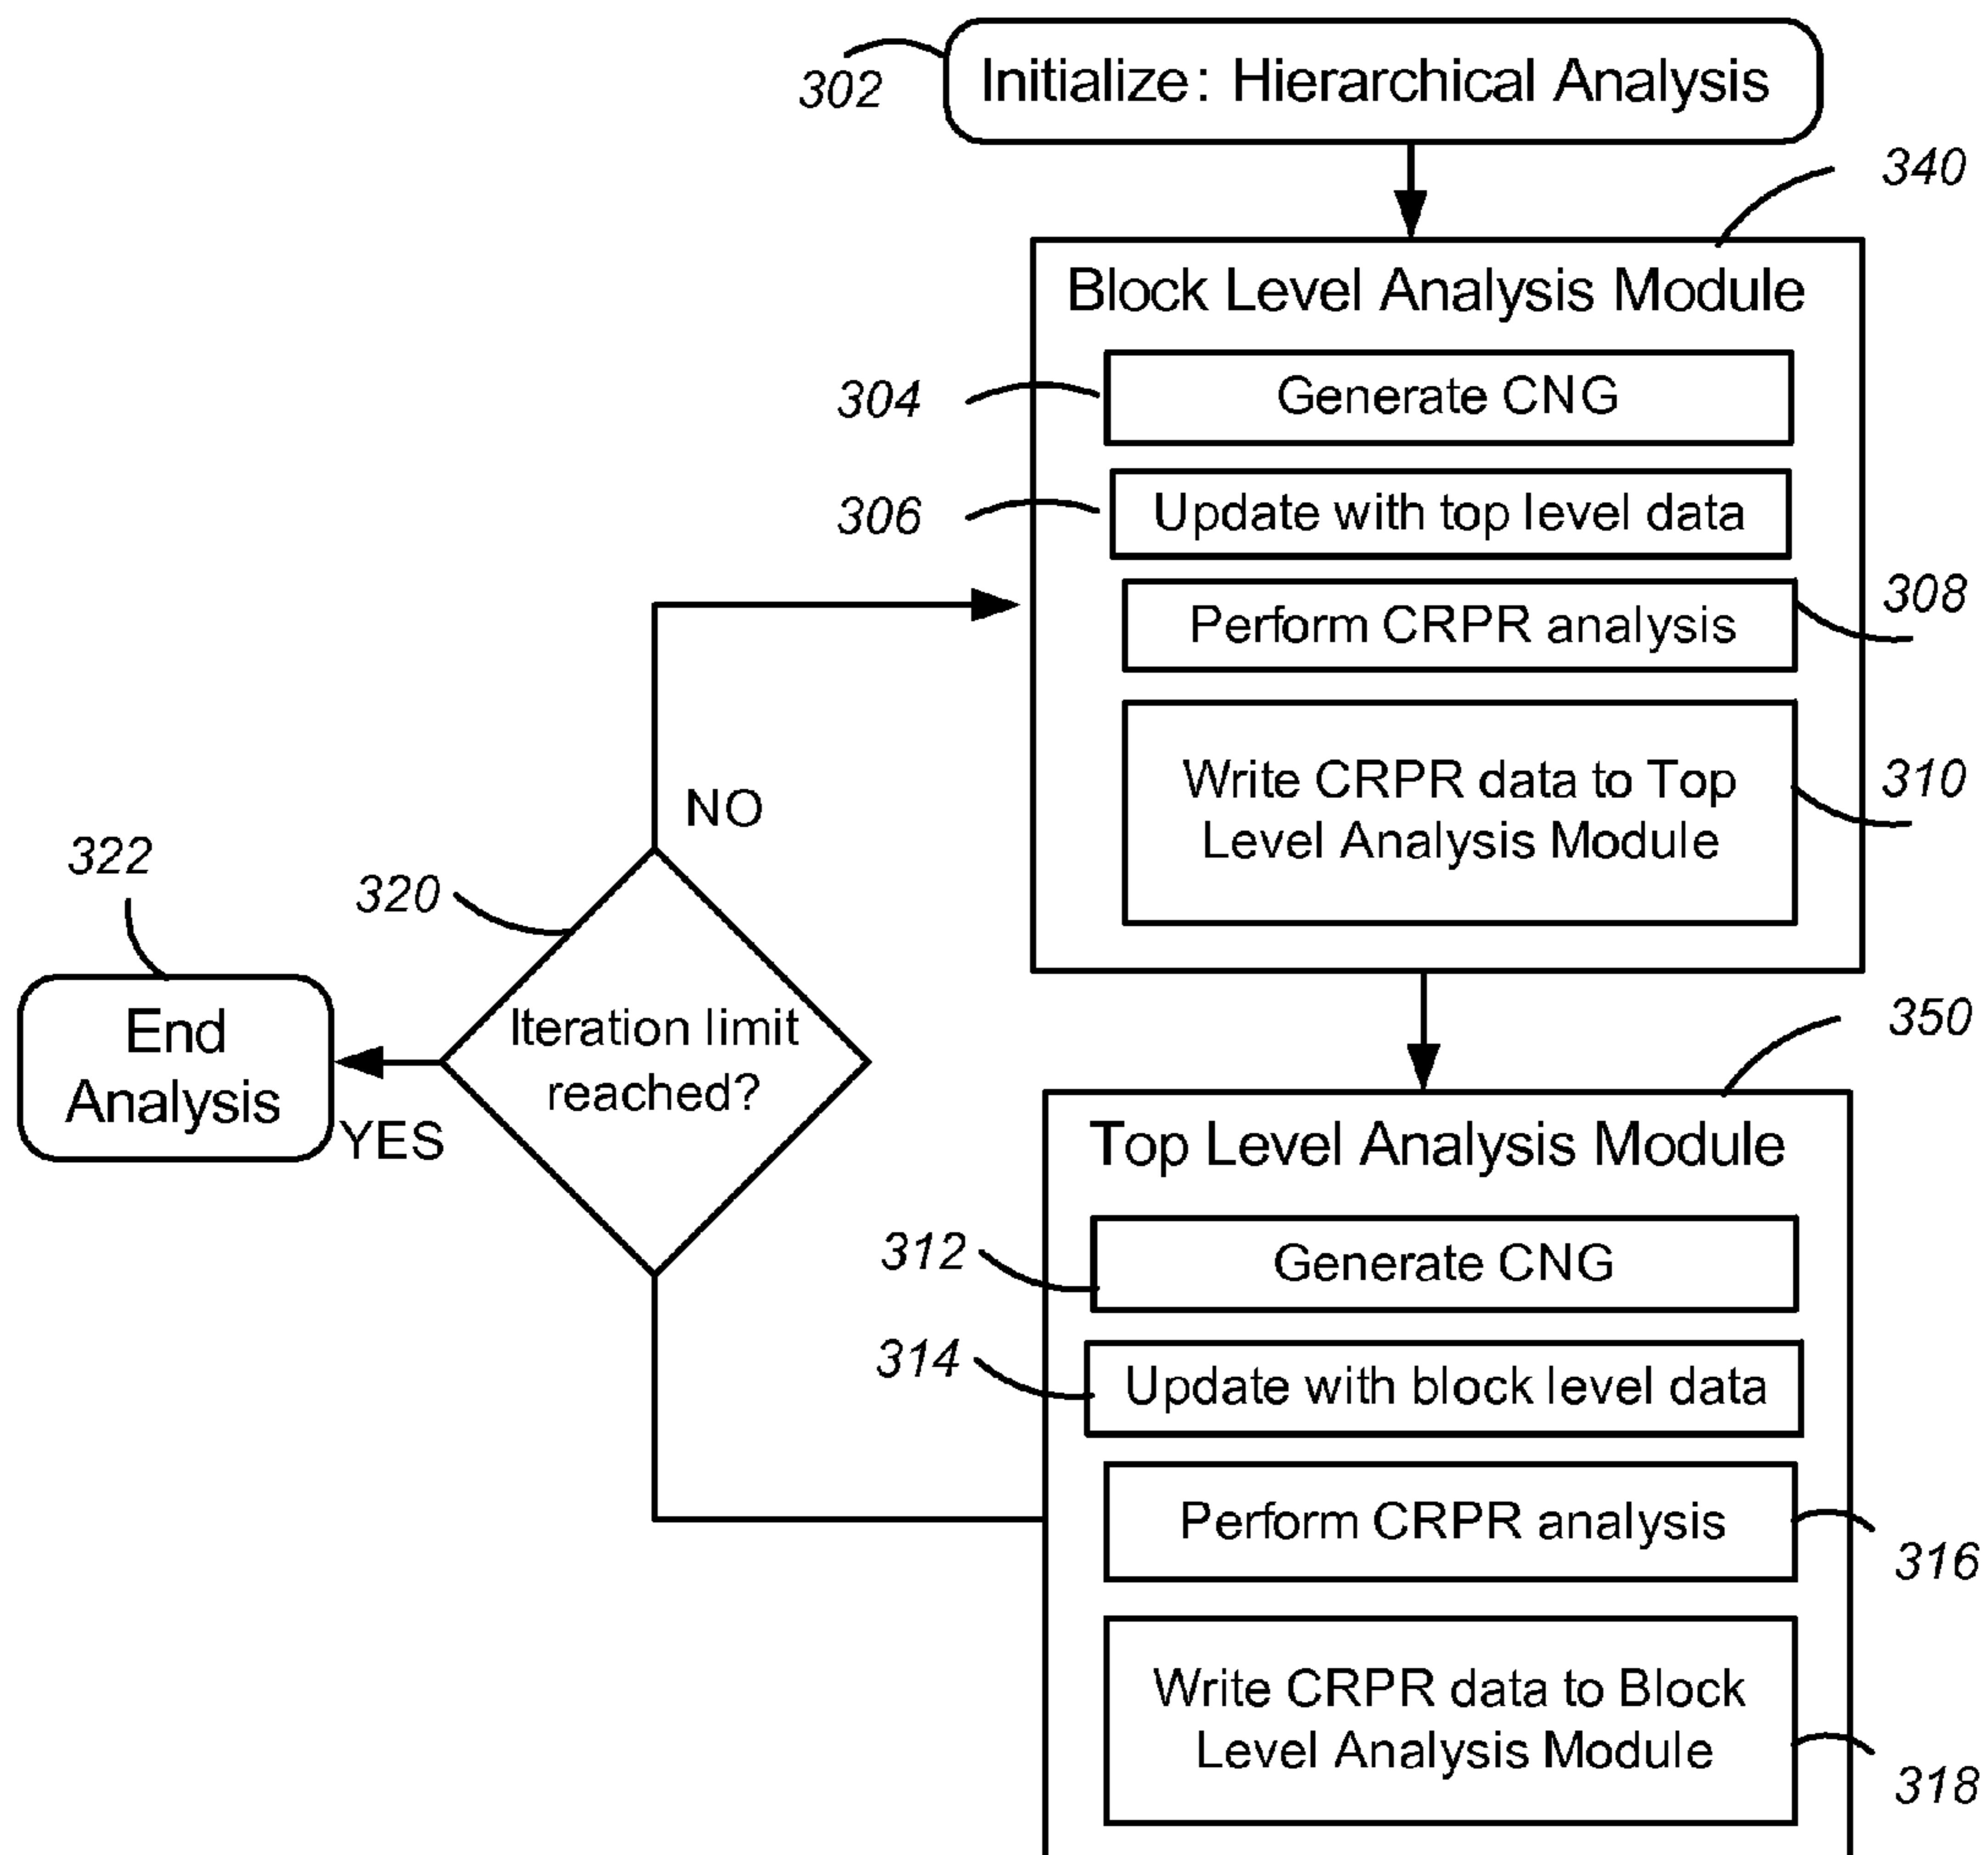 302
Initialize: Hierarchical Analysis
340
Block Level Analysis Module
304
Generate CNG
306
Update with top level data
308
Perform CRPR analysis
310
Write CRPR data to Top
Level Analysis Module
NO
322
320
Iteration limit
reached?
End
Analysis
YES
350
Top Level Analysis Module
312
Generate CNG
314
Update with block level data
Perform CRPR analysis
316
Write CRPR data to Block
Level Analysis Module
318